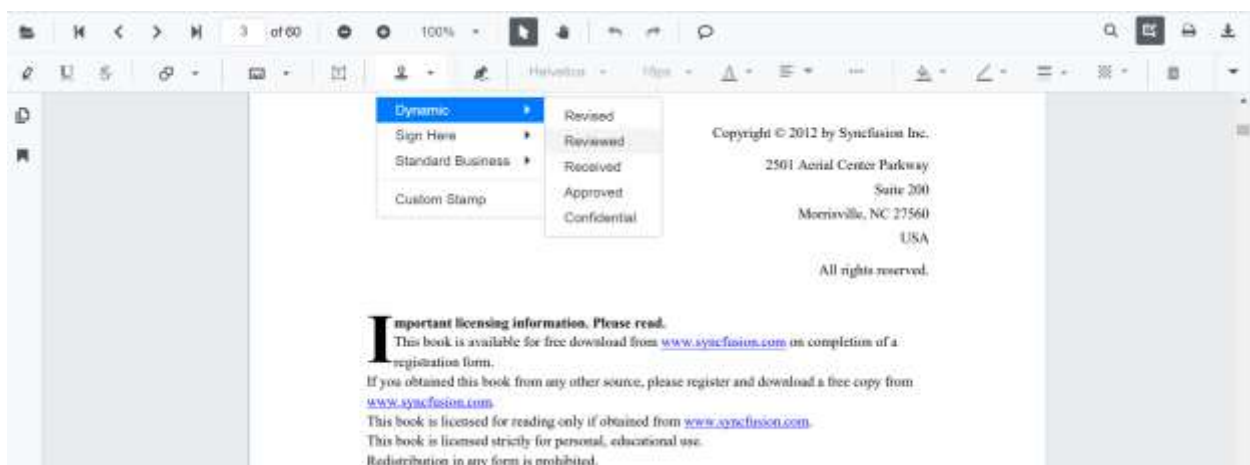 3 of 60 100%
Helvetica 16px
Dynamic
Sign Here
Standard Business
Custom Stamp
Revised
Reviewed
Received
Approved
Confidential
Copyright © 2012 by Syncfusion Inc.
2501 Aerial Center Parkway
Suite 200
Morrisville, NC 27560
USA
All rights reserved.
Important licensing information. Please read.
This book is available for free download from www.syncfusion.com on completion of a
registration form.
If you obtained this book from any other source, please register and download a free copy from
www.syncfusion.com.
This book is licensed for reading only if obtained from www.syncfusion.com.
This book is licensed strictly for personal, educational use.
Redistribution in any form is prohibited.